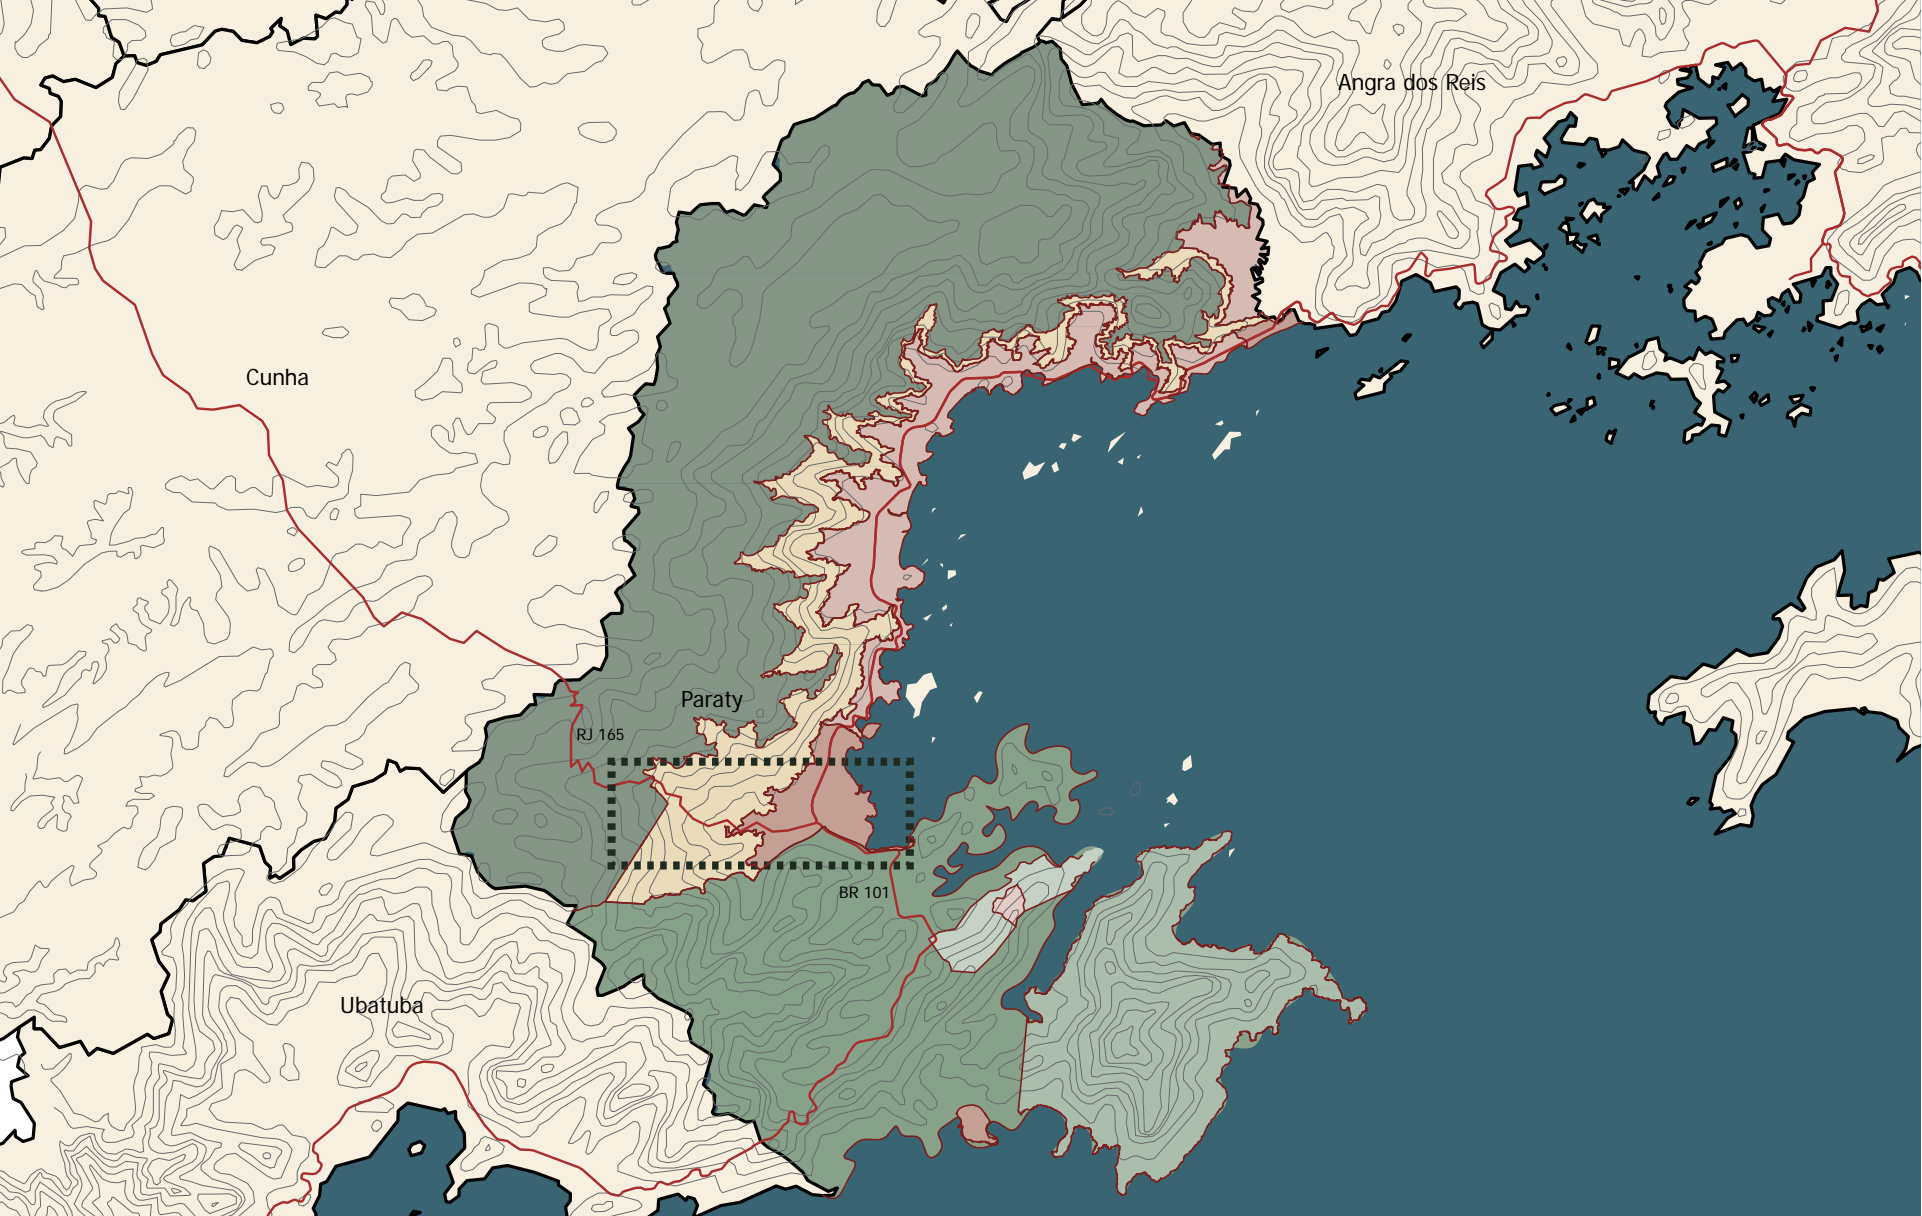 Angra dos Reis
Cunha
Paraty
RJ 165
BR 101
Ubatuba